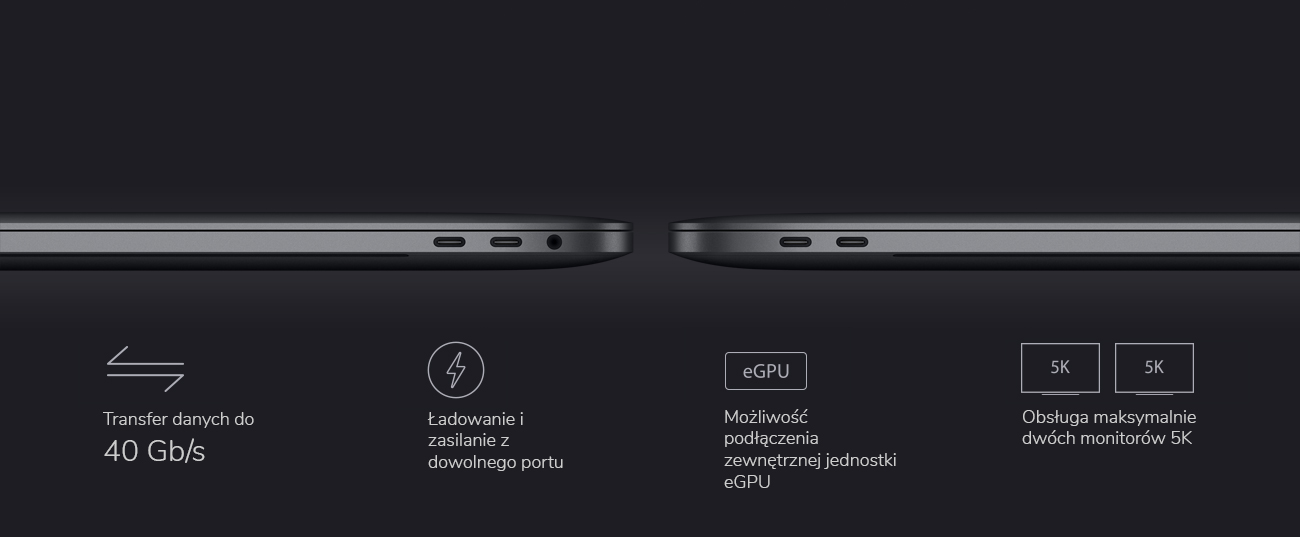 Transfer danych do
40 Gb/s
Ładowanie i
zasilanie z
dowolnego portu
eGPU
Możliwość
podłączenia
zewnętrznej jednostki
eGPU
5K
5K
Obsługa maksymalnie
dwóch monitorów 5K